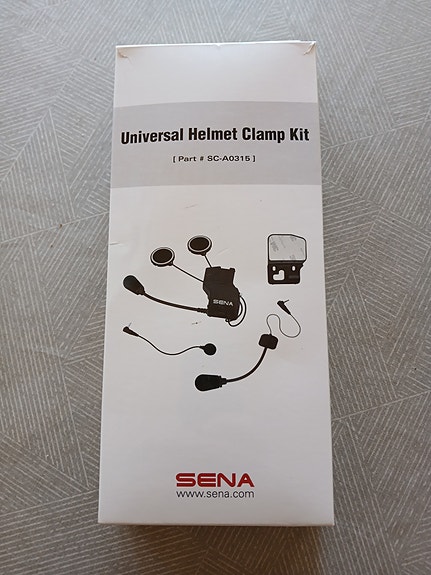 Universal Helmet Clamp Kit
[ Part # SC-A0315 ]
SENA
SENA
www.sena.com